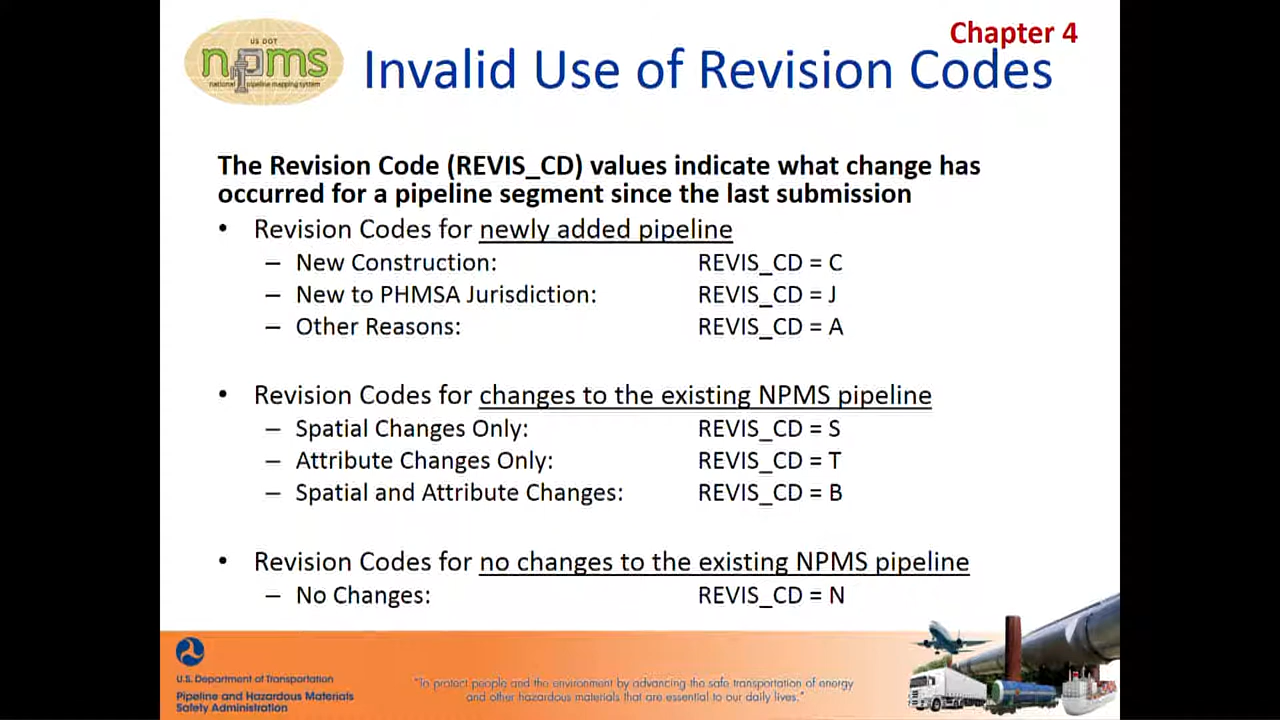 Chapter 4
US DOT
npms
national pipeline mapping system
Invalid Use of Revision Codes
The Revision Code (REVIS_CD) values indicate what change has
occurred for a pipeline segment since the last submission
• Revision Codes for newly added pipeline
– New Construction: REVIS_CD = C
– New to PHMSA Jurisdiction: REVIS_CD = J
– Other Reasons: REVIS_CD = A
• Revision Codes for changes to the existing NPMS pipeline
– Spatial Changes Only: REVIS_CD = S
– Attribute Changes Only: REVIS_CD = T
– Spatial and Attribute Changes: REVIS_CD = B
• Revision Codes for no changes to the existing NPMS pipeline
– No Changes: REVIS_CD = N
U.S. Department of Transportation
Pipeline and Hazardous Materials
Safety Administration
"To protect people and the environment by advancing the safe transportation of energy
and other hazardous materials that are essential to our daily lives."